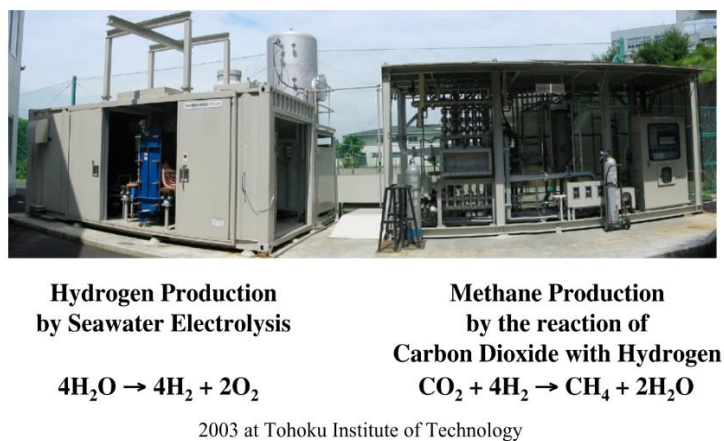 Hydrogen Production
by Seawater Electrolysis
4H₂O → 4H₂ + 2O₂
Methane Production
by the reaction of
Carbon Dioxide with Hydrogen
CO₂ + 4H₂ → CH₄ + 2H₂O
2003 at Tohoku Institute of Technology